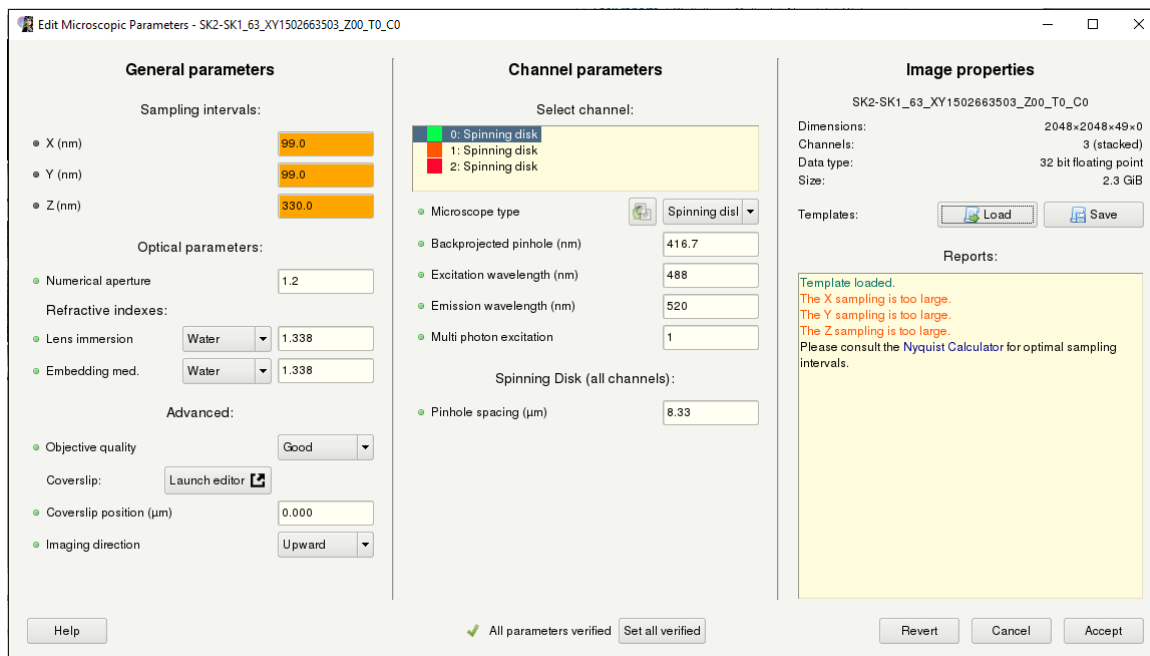 Edit Microscopic Parameters - SK2-SK1_63_XY1502663503_Z00_T0_C0
General parameters
Sampling intervals:
X (nm) 99.0
Y (nm) 99.0
Z (nm) 330.0
Optical parameters:
Numerical aperture 1.2
Refractive indexes:
Lens immersion Water 1.338
Embedding med. Water 1.338
Advanced:
Objective quality Good
Coverslip: Launch editor
Coverslip position (µm) 0.000
Imaging direction Upward
Help
Channel parameters
Select channel:
0: Spinning disk
1: Spinning disk
2: Spinning disk
Microscope type Spinning disl
Backprojected pinhole (nm) 416.7
Excitation wavelength (nm) 488
Emission wavelength (nm) 520
Multi photon excitation 1
Spinning Disk (all channels):
Pinhole spacing (µm) 8.33
All parameters verified Set all verified
Image properties
SK2-SK1_63_XY1502663503_Z00_T0_C0
Dimensions: 2048×2048×49×0
Channels: 3 (stacked)
Data type: 32 bit floating point
Size: 2.3 GiB
Templates: Load Save
Reports:
Template loaded.
The X sampling is too large.
The Y sampling is too large.
The Z sampling is too large.
Please consult the Nyquist Calculator for optimal sampling
intervals.
Revert Cancel Accept